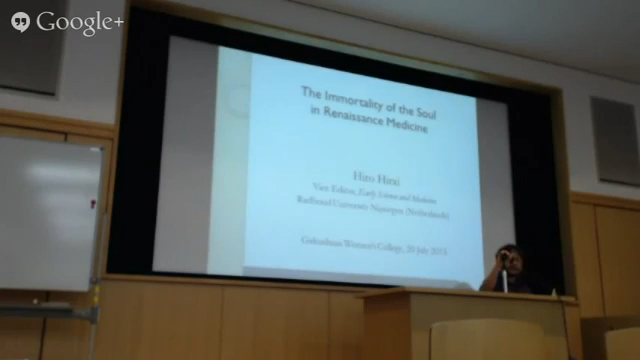 Google+
The Immortality of the Soul
in Renaissance Medicine
Hiro Hirai
Vice Editor, Early Science and Medicine
Radboud University Nijmegen (Netherlands)
Women's College, 20 July 2013